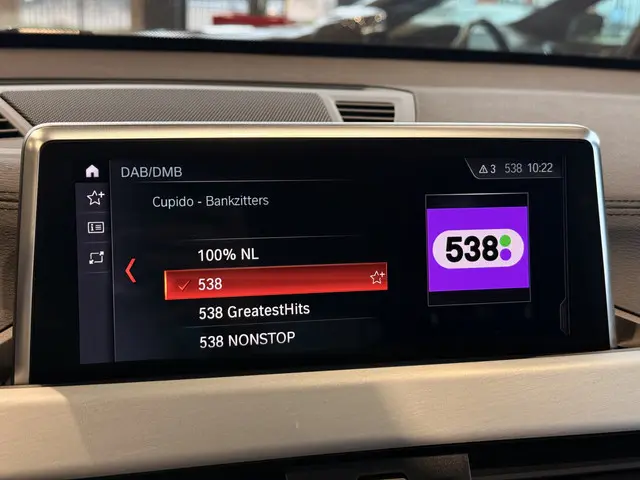 DAB/DMB
3 538 10:22
Cupido - Bankzitters
100% NL
538
538 GreatestHits
538 NONSTOP
538